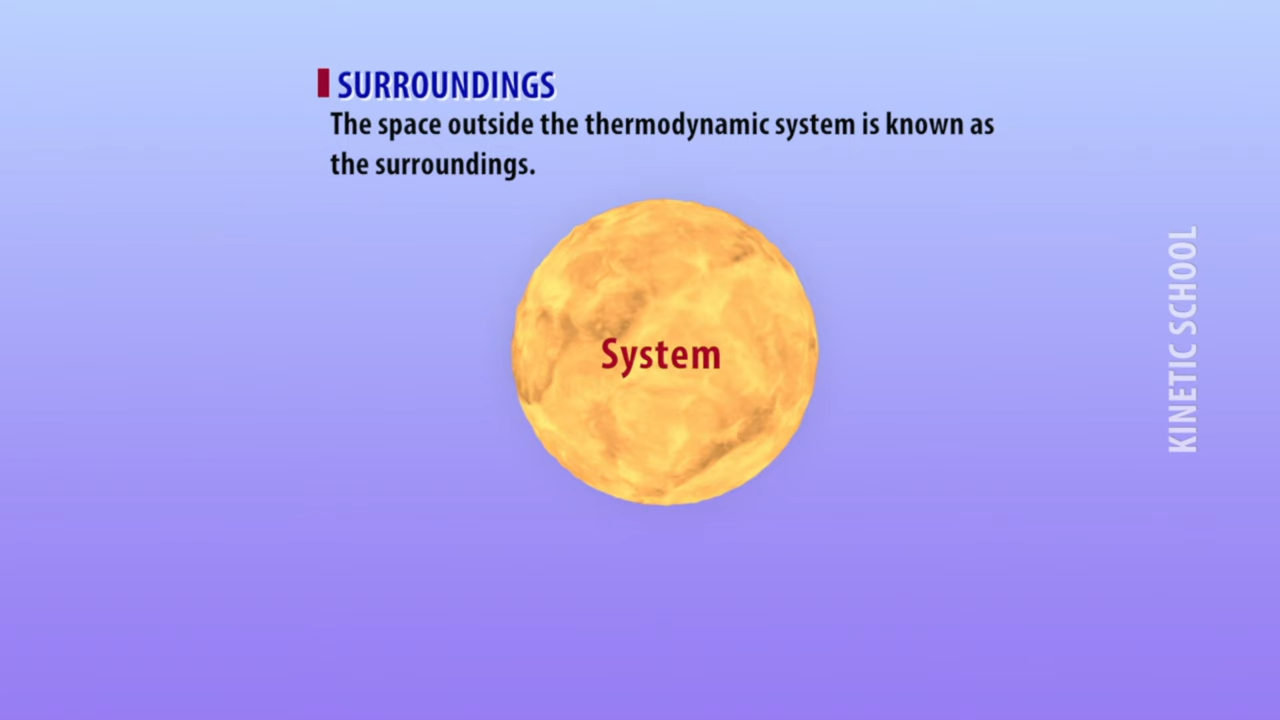 SURROUNDINGS
The space outside the thermodynamic system is known as
the surroundings.
System
KINETIC SCHOOL